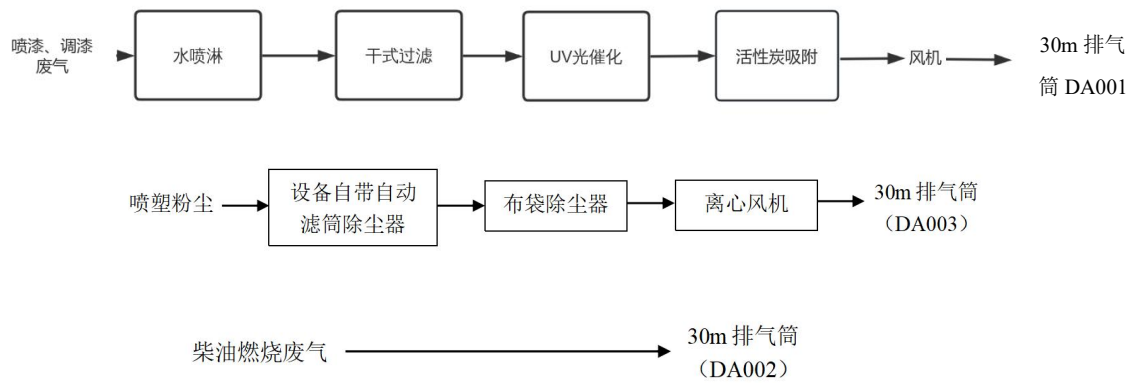 喷漆、调漆
废气
水喷淋
干式过滤
UV光催化
活性炭吸附
风机
30m 排气
筒 DA001
喷塑粉尘
设备自带自动
滤筒除尘器
布袋除尘器
离心风机
30m 排气筒
（DA003）
柴油燃烧废气
30m 排气筒
（DA002）